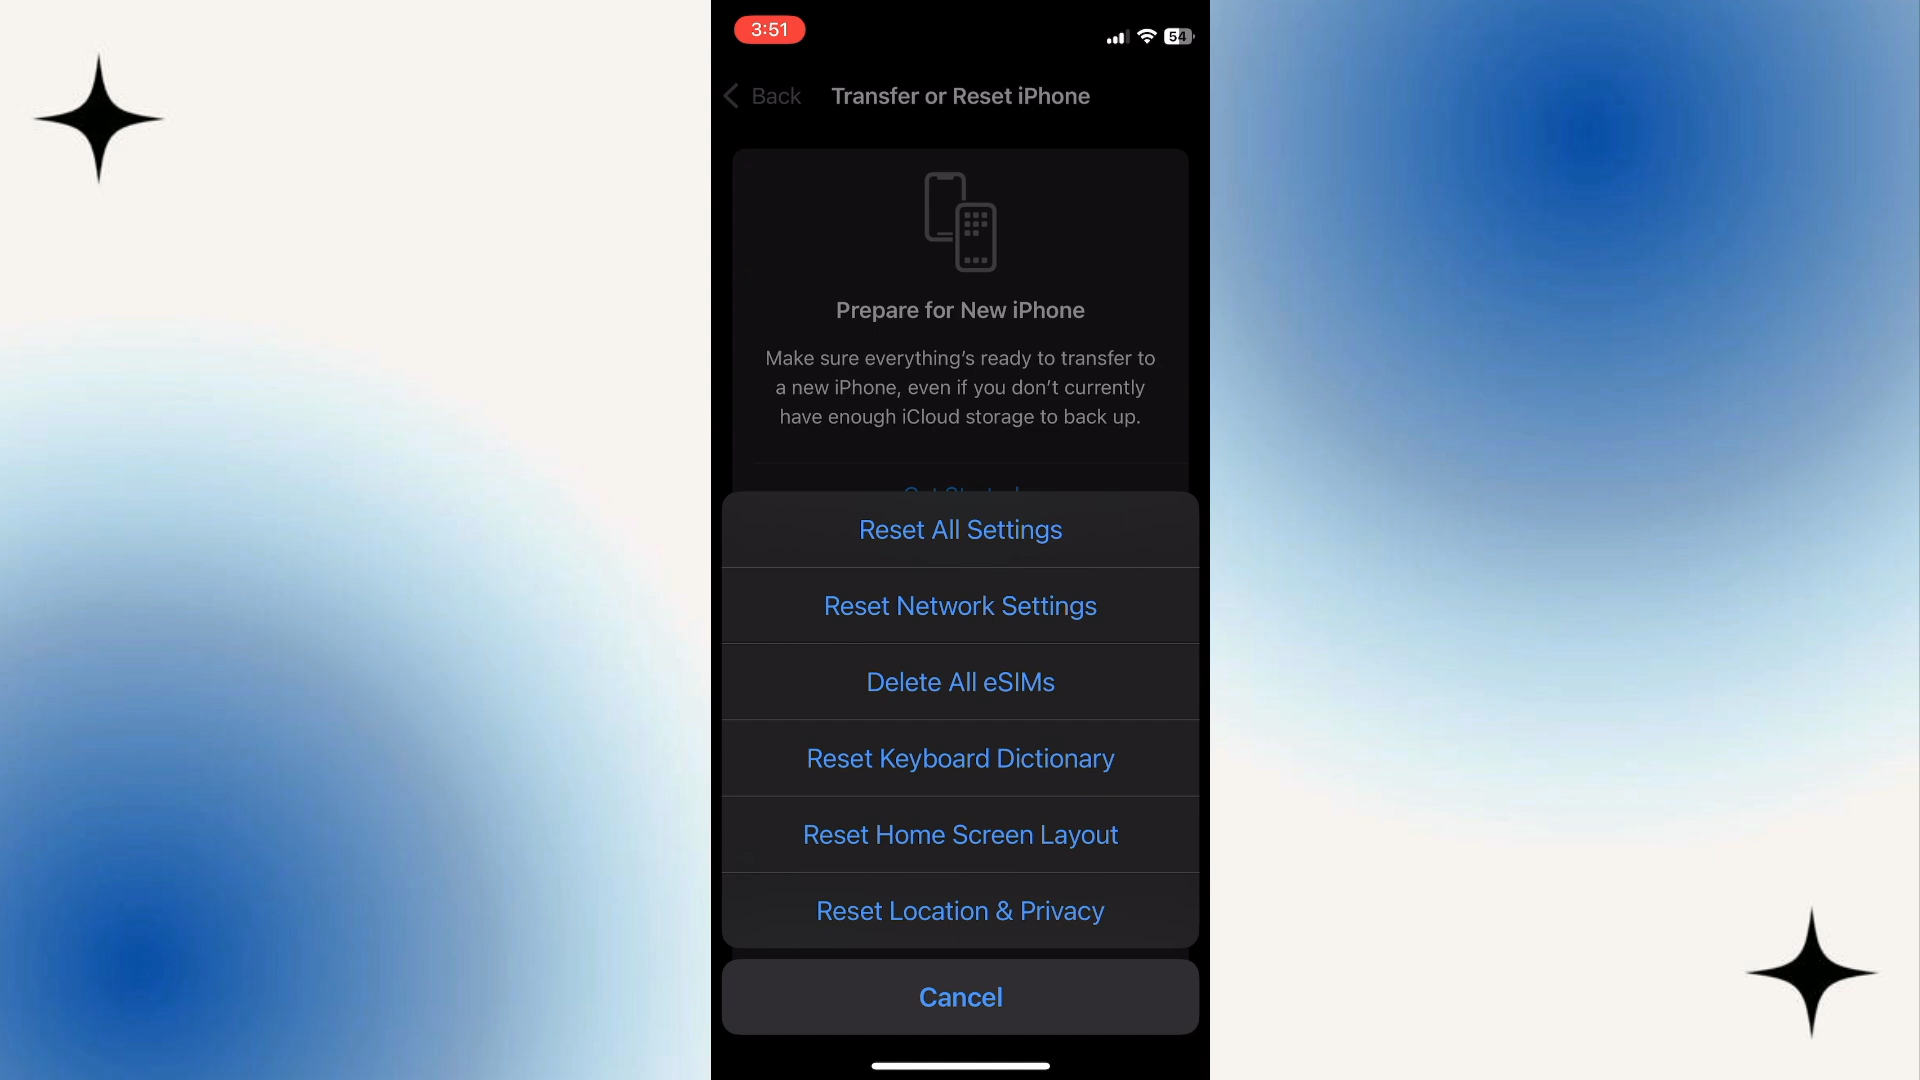 3:51
54
Back
Transfer or Reset iPhone
Prepare for New iPhone
Make sure everything's ready to transfer to
a new iPhone, even if you don't currently
have enough iCloud storage to back up.
Reset All Settings
Reset Network Settings
Delete All eSIMs
Reset Keyboard Dictionary
Reset Home Screen Layout
Reset Location & Privacy
Cancel